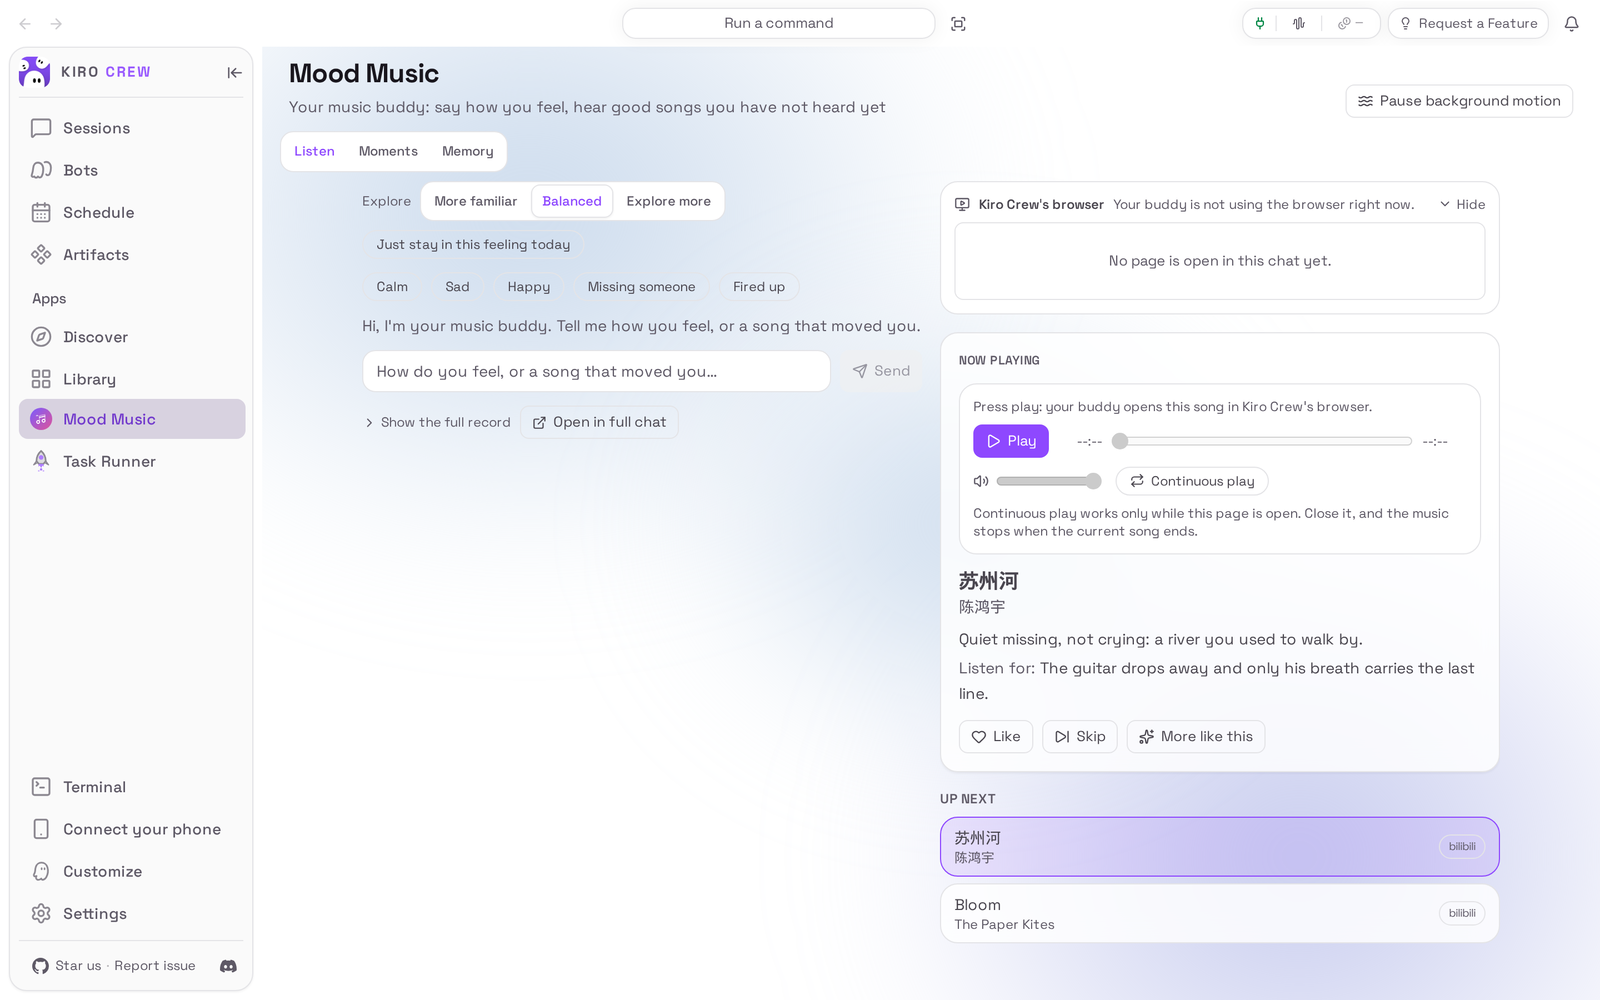 Run a command
Request a Feature
KIRO CREW
Sessions
Bots
Schedule
Artifacts
Apps
Discover
Library
Mood Music
Task Runner
Terminal
Connect your phone
Customize
Settings
Star us · Report issue
Mood Music
Your music buddy: say how you feel, hear good songs you have not heard yet
Pause background motion
Listen Moments Memory
Explore More familiar Balanced Explore more
Just stay in this feeling today
Calm Sad Happy Missing someone Fired up
Hi, I'm your music buddy. Tell me how you feel, or a song that moved you.
How do you feel, or a song that moved you... Send
Show the full record Open in full chat
Kiro Crew's browser Your buddy is not using the browser right now. Hide
No page is open in this chat yet.
NOW PLAYING
Press play: your buddy opens this song in Kiro Crew's browser.
Play --:-- --:--
Continuous play
Continuous play works only while this page is open. Close it, and the music
stops when the current song ends.
苏州河
陈鸿宇
Quiet missing, not crying: a river you used to walk by.
Listen for: The guitar drops away and only his breath carries the last
line.
Like Skip More like this
UP NEXT
苏州河
陈鸿宇
bilibili
Bloom
The Paper Kites
bilibili